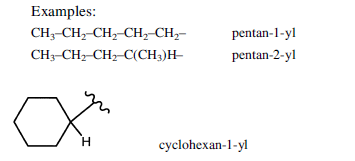 Examples:
CH₃–CH₂–CH₂–CH₂–CH₂– pentan-1-yl
CH₃–CH₂–CH₂–C(CH₃)H– pentan-2-yl
H
cyclohexan-1-yl